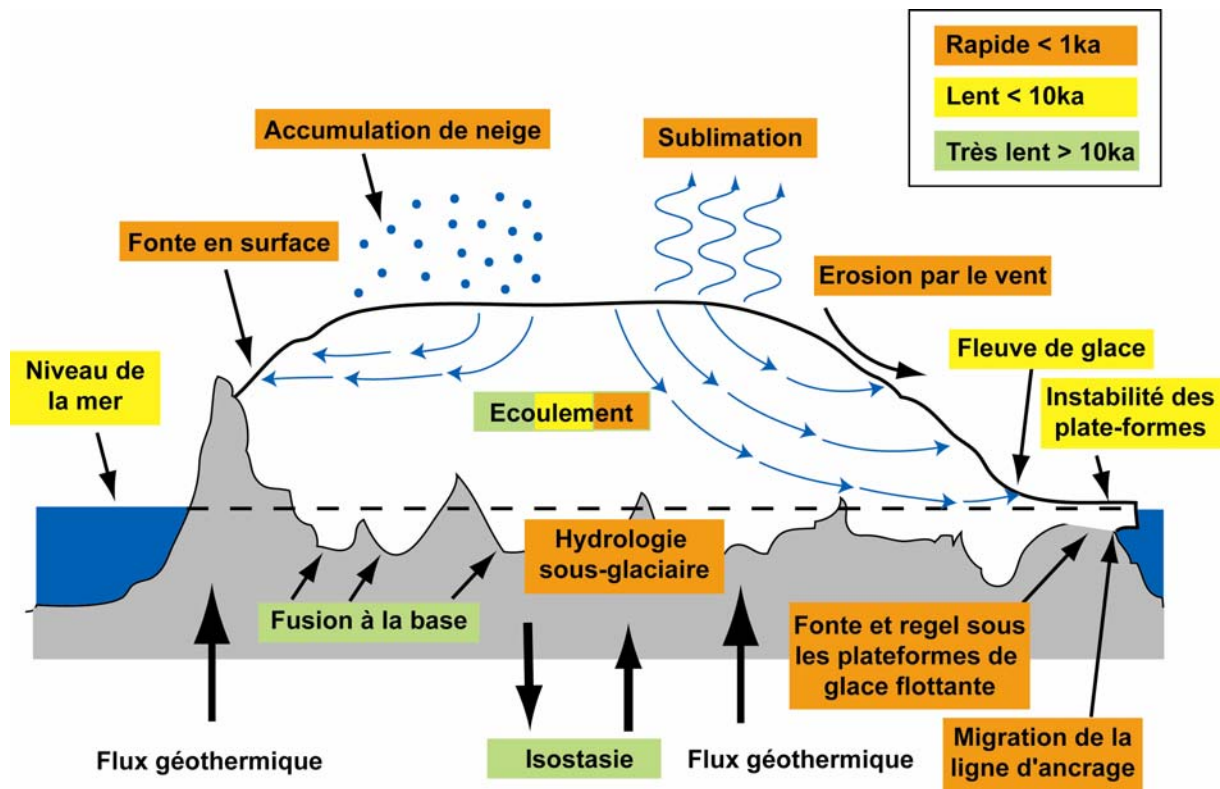 Rapide < 1ka
Lent < 10ka
Très lent > 10ka
Accumulation de neige
Sublimation
Fonte en surface
Erosion par le vent
Niveau de
la mer
Fleuve de glace
Instabilité des
plate-formes
Ecoulement
Hydrologie
sous-glaciaire
Fusion à la base
Fonte et regel sous
les plateformes de
glace flottante
Flux géothermique
Isostasie
Flux géothermique
Migration de la
ligne d'ancrage